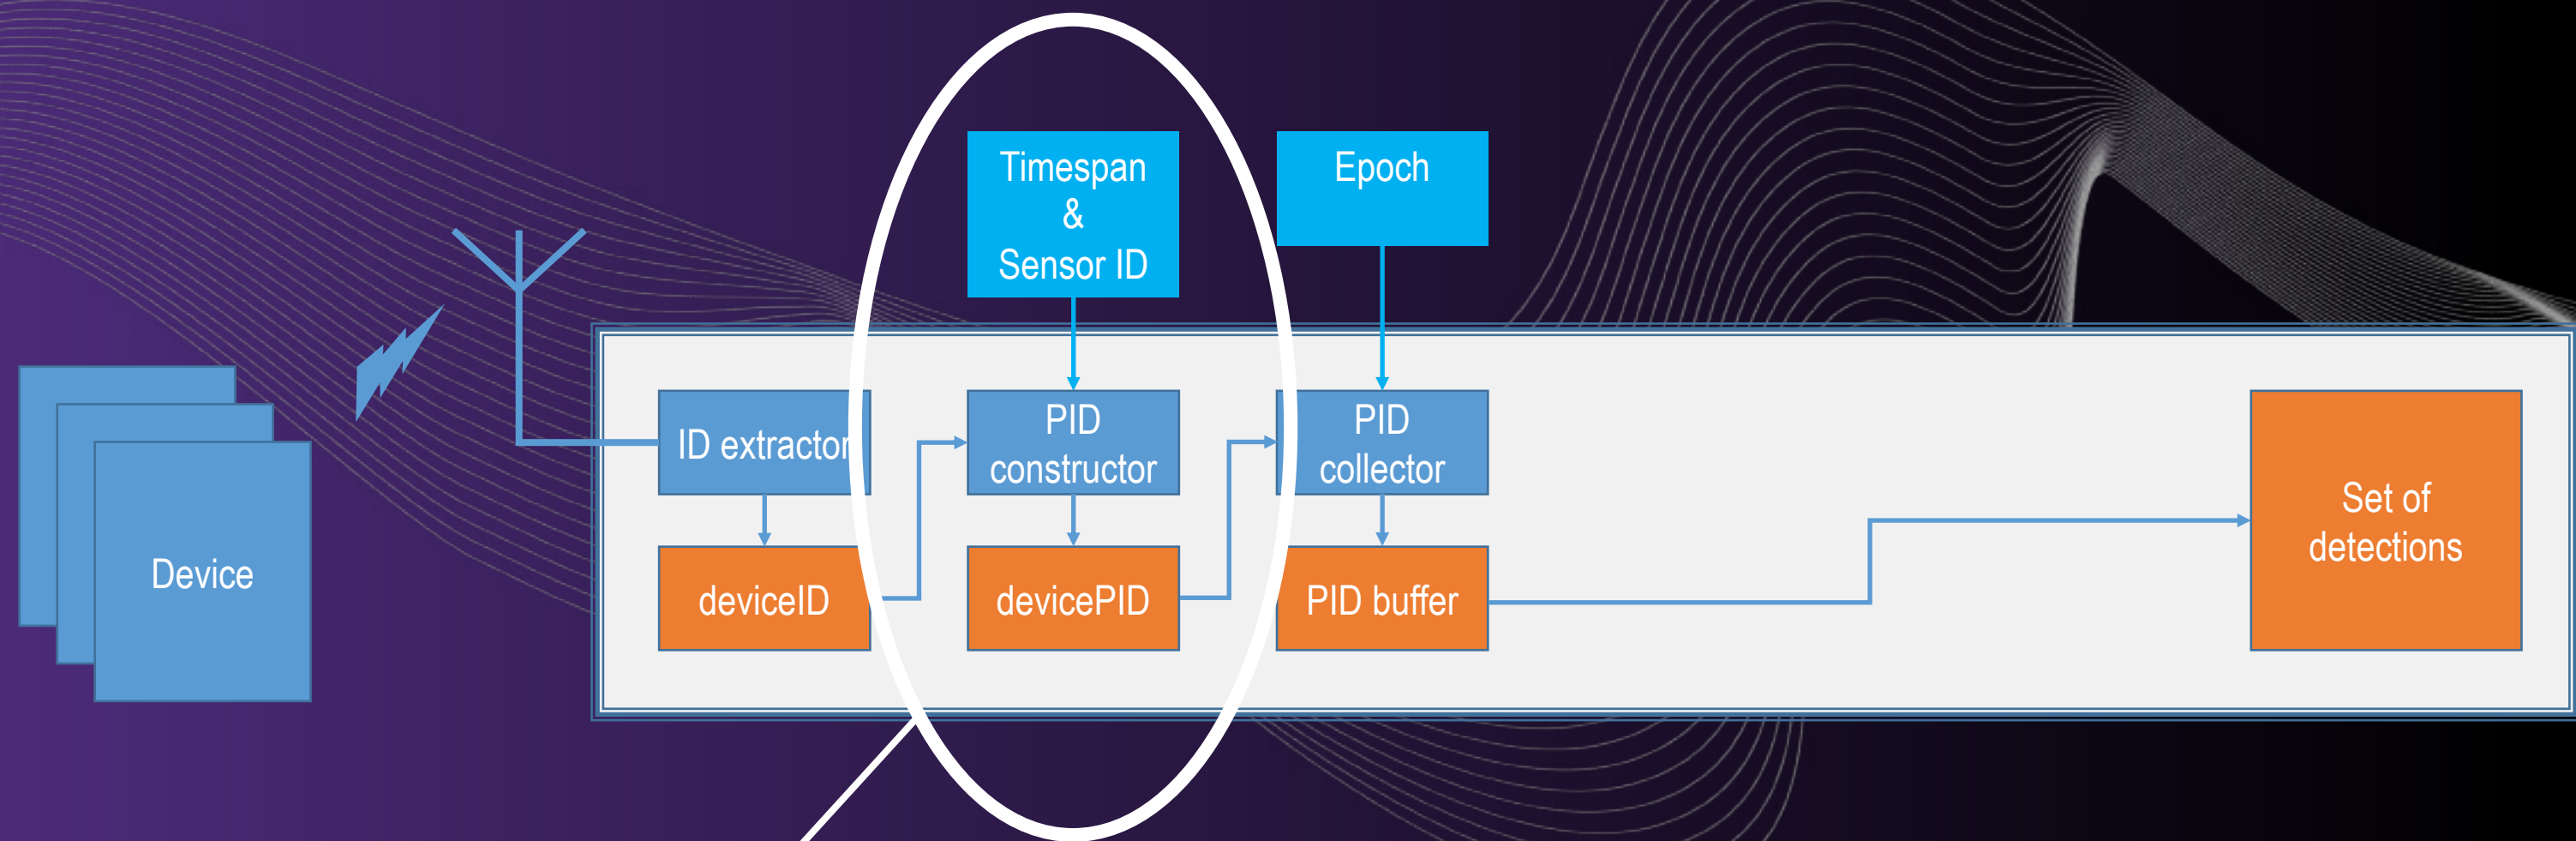 Timespan
&
Sensor ID
Epoch
ID extractor
PID
constructor
PID
collector
Device
deviceID
devicePID
PID buffer
Set of
detections